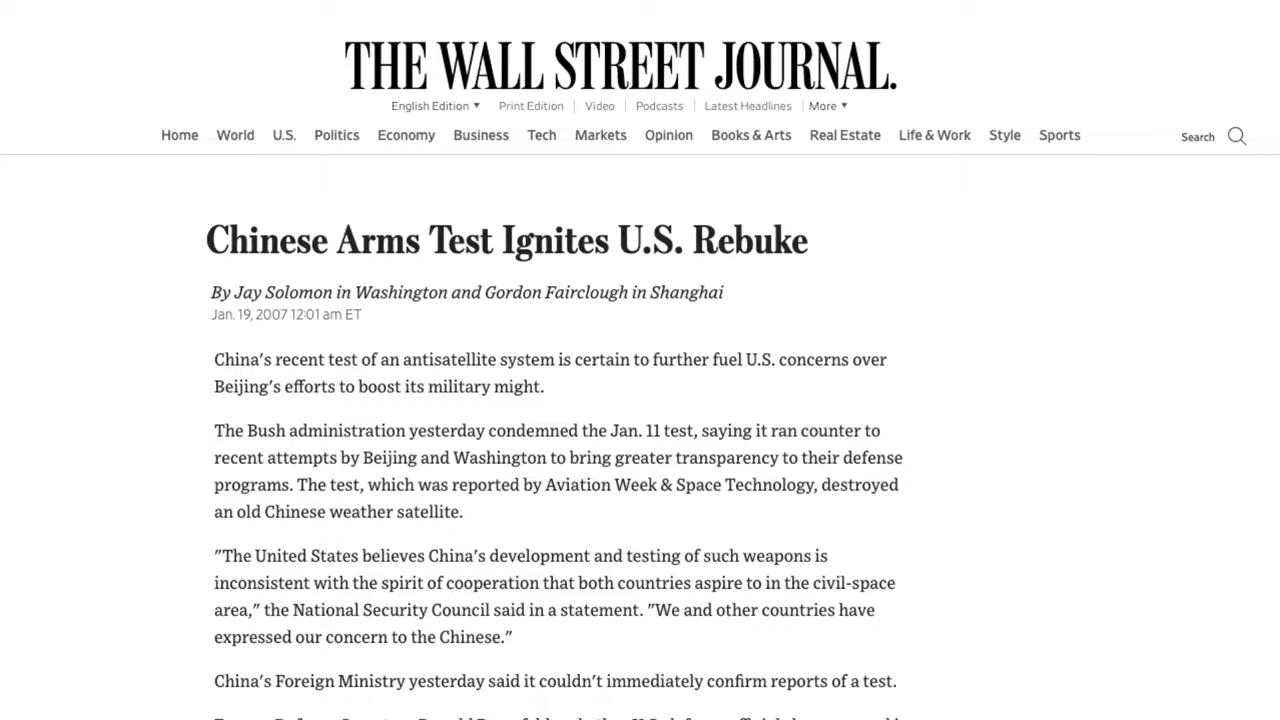 THE WALL STREET JOURNAL.
English Edition ▼ Print Edition Video Podcasts Latest Headlines More ▼
Home World U.S. Politics Economy Business Tech Markets Opinion Books & Arts Real Estate Life & Work Style Sports Search
Chinese Arms Test Ignites U.S. Rebuke
By Jay Solomon in Washington and Gordon Fairclough in Shanghai
Jan. 19, 2007 12:01 am ET
China's recent test of an antisatellite system is certain to further fuel U.S. concerns over
Beijing's efforts to boost its military might.
The Bush administration yesterday condemned the Jan. 11 test, saying it ran counter to
recent attempts by Beijing and Washington to bring greater transparency to their defense
programs. The test, which was reported by Aviation Week & Space Technology, destroyed
an old Chinese weather satellite.
"The United States believes China's development and testing of such weapons is
inconsistent with the spirit of cooperation that both countries aspire to in the civil-space
area," the National Security Council said in a statement. "We and other countries have
expressed our concern to the Chinese."
China's Foreign Ministry yesterday said it couldn't immediately confirm reports of a test.